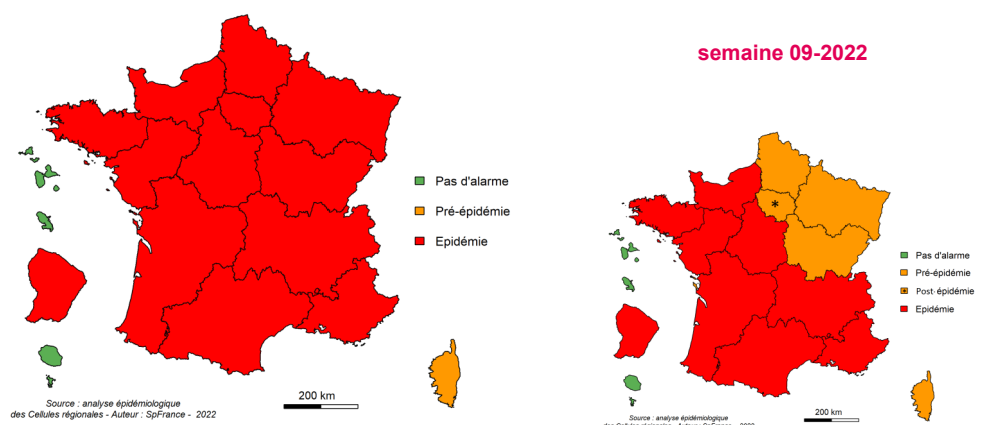 Pas d'alarme
Pré-épidémie
Epidémie
200 km
Source : analyse épidémiologique
des Cellules régionales - Auteur : SpFrance - 2022
semaine 09-2022
Pas d'alarme
Pré-épidémie
* Post-épidémie
Epidémie
*
200 km
Source : analyse épidémiologique